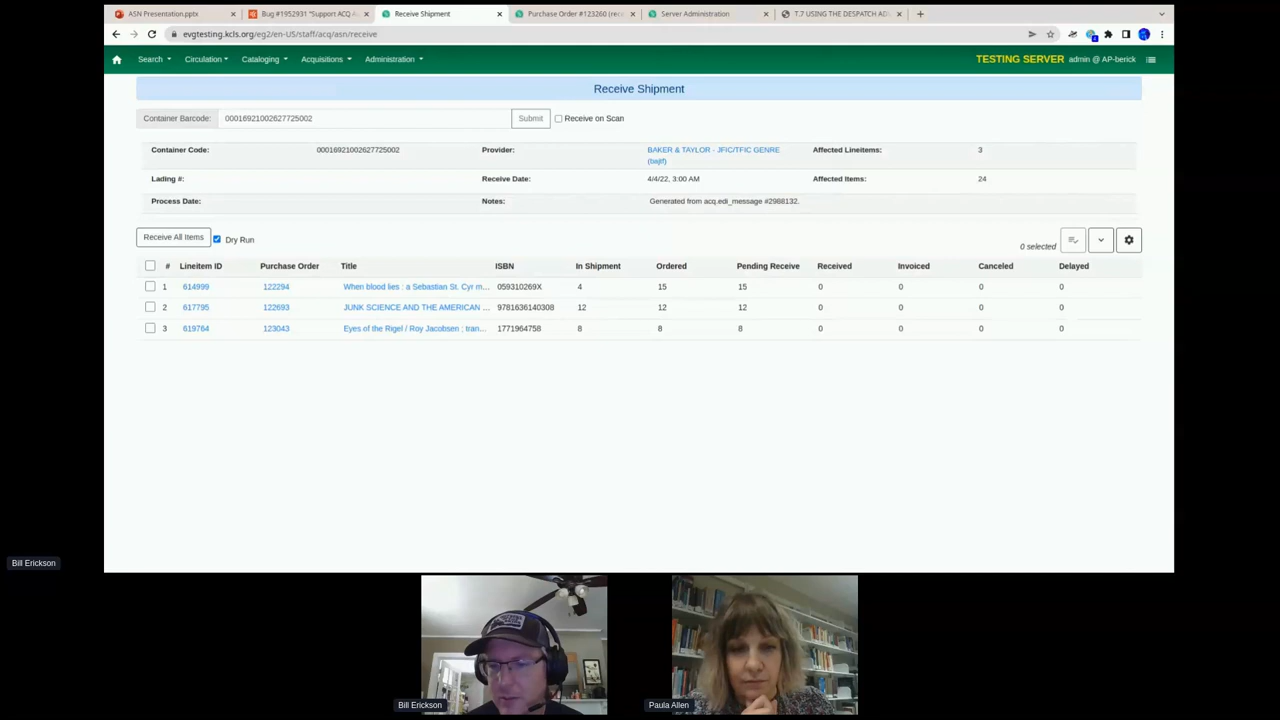 ASN Presentation.pptx
Bug #1952931 "Support ACQ A
Receive Shipment
Purchase Order #123260 (rece
Server Administration
T.7 USING THE DESPATCH AD
evgtesting.kcls.org/eg2/en-US/staff/acq/asn/receive
Search Circulation Cataloging Acquisitions Administration TESTING SERVER admin @ AP-berick
Receive Shipment
Container Barcode: 00016921002627725002 Submit Receive on Scan
Container Code: 00016921002627725002 Provider: BAKER & TAYLOR - JFIC/TFIC GENRE Affected Lineitems: 3
(bajtf)
Lading #: Receive Date: 4/4/22, 3:00 AM Affected Items: 24
Process Date: Notes: Generated from acq.edi_message #2988132.
Receive All Items Dry Run 0 selected
# Lineitem ID Purchase Order Title ISBN In Shipment Ordered Pending Receive Received Invoiced Canceled Delayed
1 614999 122294 When blood lies : a Sebastian St. Cyr m... 059310269X 4 15 15 0 0 0 0
2 617795 122693 JUNK SCIENCE AND THE AMERICAN ... 9781636140308 12 12 12 0 0 0 0
3 619764 123043 Eyes of the Rigel / Roy Jacobsen ; tran... 1771964758 8 8 8 0 0 0 0
Bill Erickson
Bill Erickson
Paula Allen